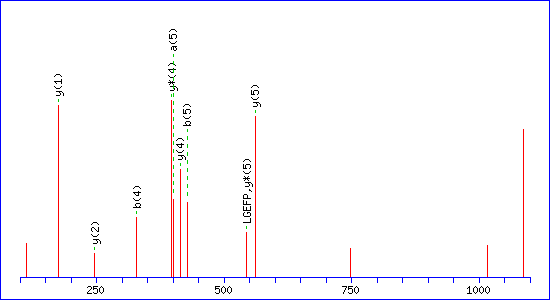 y(1)
y(2)
b(4)
y*(4)
a(5)
y(4)
b(5)
LGEFP,y*(5)
y(5)
250
500
750
1000